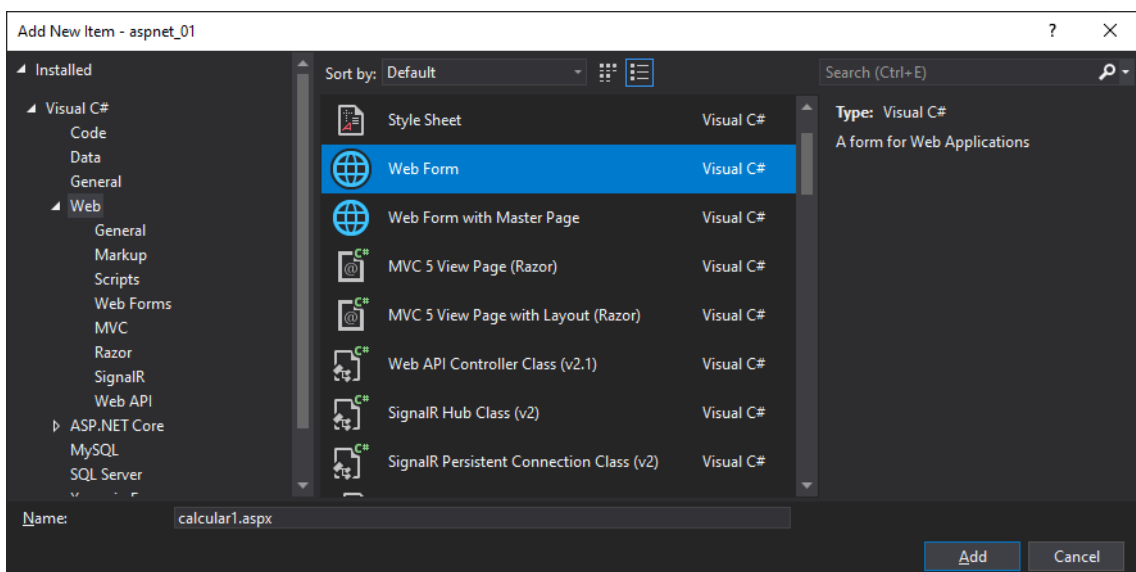 Add New Item - aspnet_01
? ×
Installed
Visual C#
Code
Data
General
Web
General
Markup
Scripts
Web Forms
MVC
Razor
SignalR
Web API
ASP.NET Core
MySQL
SQL Server
Sort by: Default
Style Sheet Visual C#
Web Form Visual C#
Web Form with Master Page Visual C#
MVC 5 View Page (Razor) Visual C#
MVC 5 View Page with Layout (Razor) Visual C#
Web API Controller Class (v2.1) Visual C#
SignalR Hub Class (v2) Visual C#
SignalR Persistent Connection Class (v2) Visual C#
Search (Ctrl+E)
Type: Visual C#
A form for Web Applications
Name: calcular1.aspx
Add Cancel